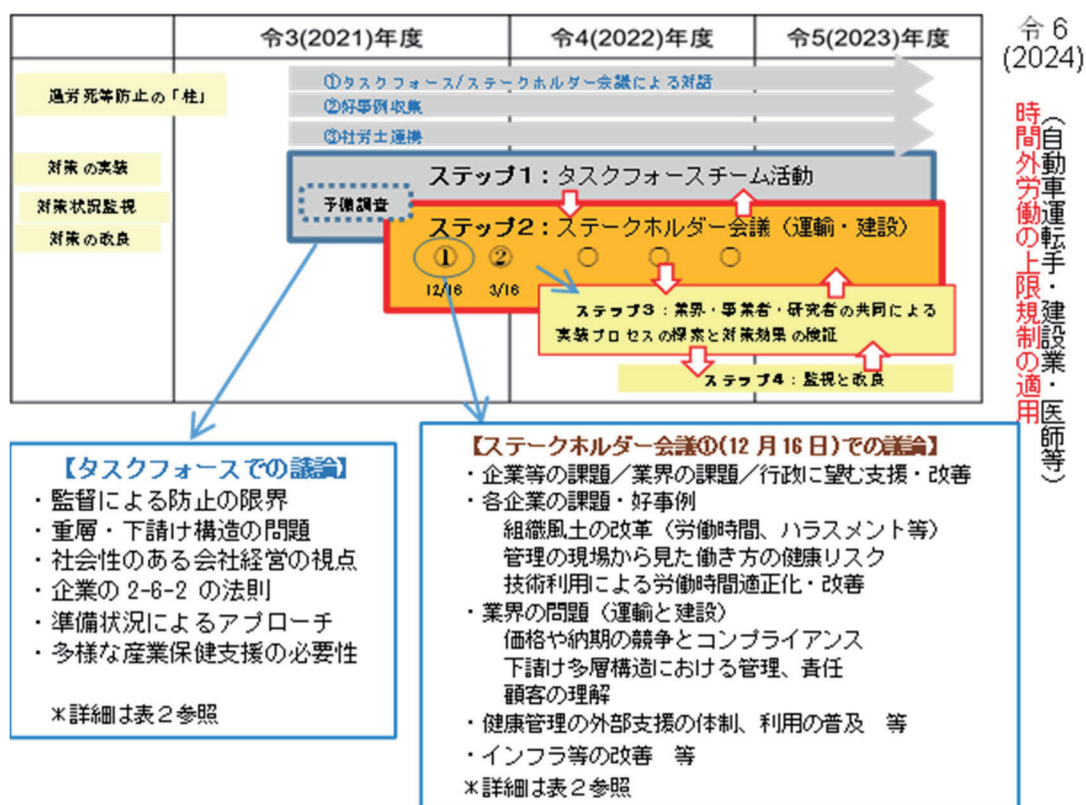 令3(2021)年度
令4(2022)年度
令5(2023)年度
令6
(2024)
過労死等防止の「柱」
①タスクフォース/ステークホルダー会議による対話
②好事例収集
③社労士連携
対策の実装
対策状況監視
対策の改良
ステップ1：タスクフォースチーム活動
予備調査
ステップ2：ステークホルダー会議（運輸・建設）
① ② 〇 〇 〇
12/16 3/16
ステップ3：業界・事業者・研究者の共同による
実装プロセスの探索と対策効果の検証
ステップ4：監視と改良
時間外労働の上限規制の適用
（自動車運転手・建設業・医師等）
【タスクフォースでの議論】
・監督による防止の限界
・重層・下請け構造の問題
・社会性のある会社経営の視点
・企業の 2-6-2 の法則
・準備状況によるアプローチ
・多様な産業保健支援の必要性
＊詳細は表２参照
【ステークホルダー会議①(12月16日)での議論】
・企業等の課題／業界の課題／行政に望む支援・改善
・各企業の課題・好事例
組織風土の改革（労働時間、ハラスメント等）
管理の現場から見た働き方の健康リスク
技術利用による労働時間適正化・改善
・業界の問題（運輸と建設）
価格や納期の競争とコンプライアンス
下請け多層構造における管理、責任
顧客の理解
・健康管理の外部支援の体制、利用の普及　等
・インフラ等の改善　等
＊詳細は表２参照